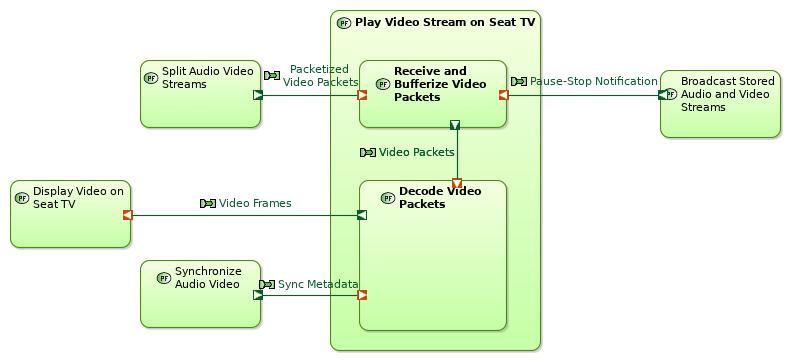 PF Play Video Stream on Seat TV
PF Split Audio Video
Streams
Packetized
Video Packets
PF Receive and
Bufferize Video
Packets
Pause-Stop Notification
PF Broadcast Stored
Audio and Video
Streams
Video Packets
PF Display Video on
Seat TV
Video Frames
PF Decode Video
Packets
PF Synchronize
Audio Video
Sync Metadata